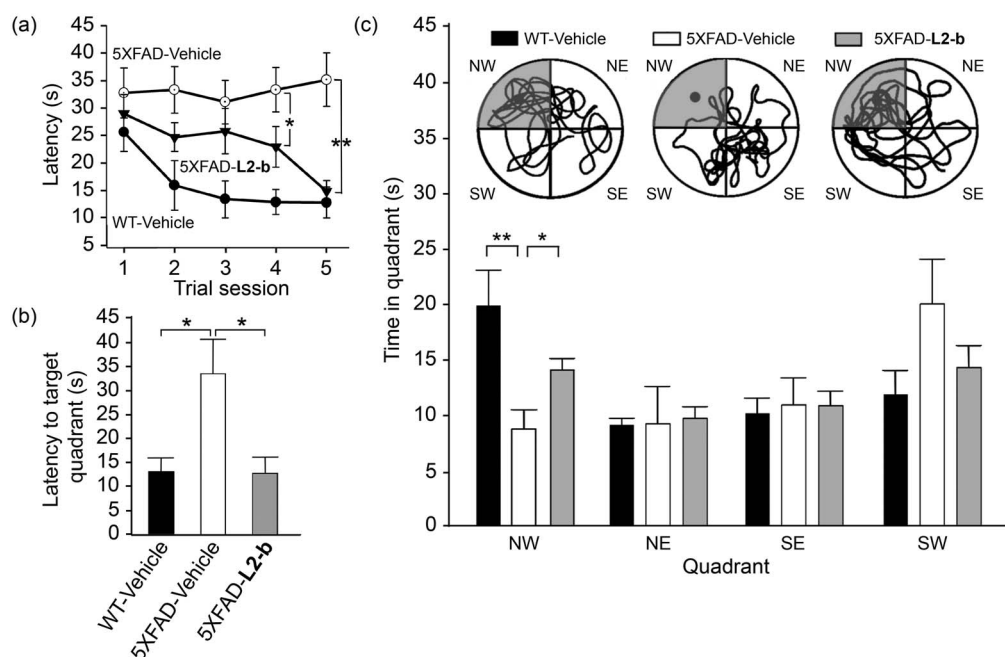 (a)
Latency (s)
45
40
35
30
25
20
15
10
5
5XFAD-Vehicle
5XFAD-L2-b
WT-Vehicle
*
**
1 2 3 4 5
Trial session
(b)
Latency to target
quadrant (s)
45
40
35
30
25
20
15
10
5
0
* *
WT-Vehicle
5XFAD-Vehicle
5XFAD-L2-b
(c)
Time in quadrant (s)
45
40
35
30
25
20
15
10
5
0
WT-Vehicle 5XFAD-Vehicle 5XFAD-L2-b
NW NE NW NE NW NE
SW SE SW SE SW SE
** *
NW NE SE SW
Quadrant